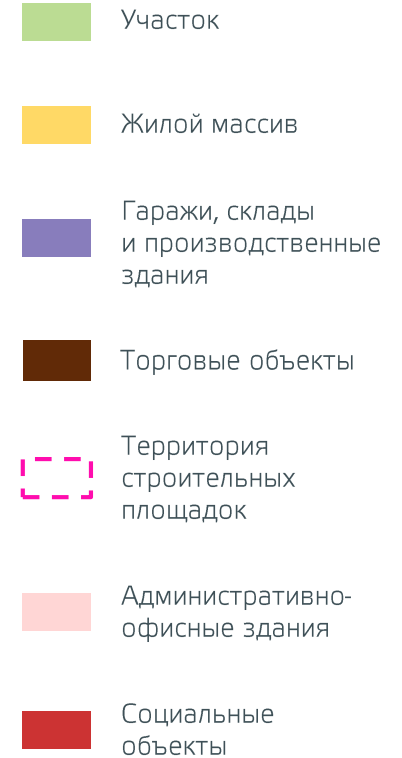 Участок
Жилой массив
Гаражи, склады
и производственные
здания
Торговые объекты
Территория
строительных
площадок
Административно-
офисные здания
Социальные
объекты